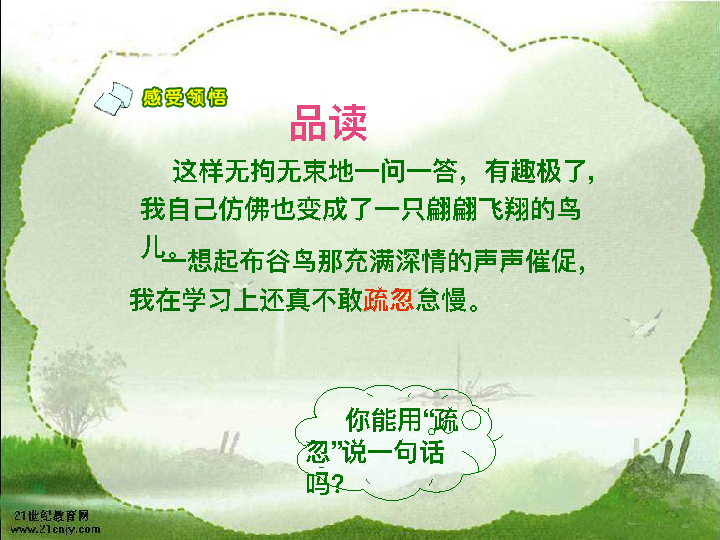 感受领悟
品读
这样无拘无束地一问一答，有趣极了，
我自己仿佛也变成了一只翩翩飞翔的鸟
儿。
一想起布谷鸟那充满深情的声声催促，
我在学习上还真不敢疏忽怠慢。
你能用“疏
忽”说一句话
吗？
21世纪教育网
www.21cnjy.com